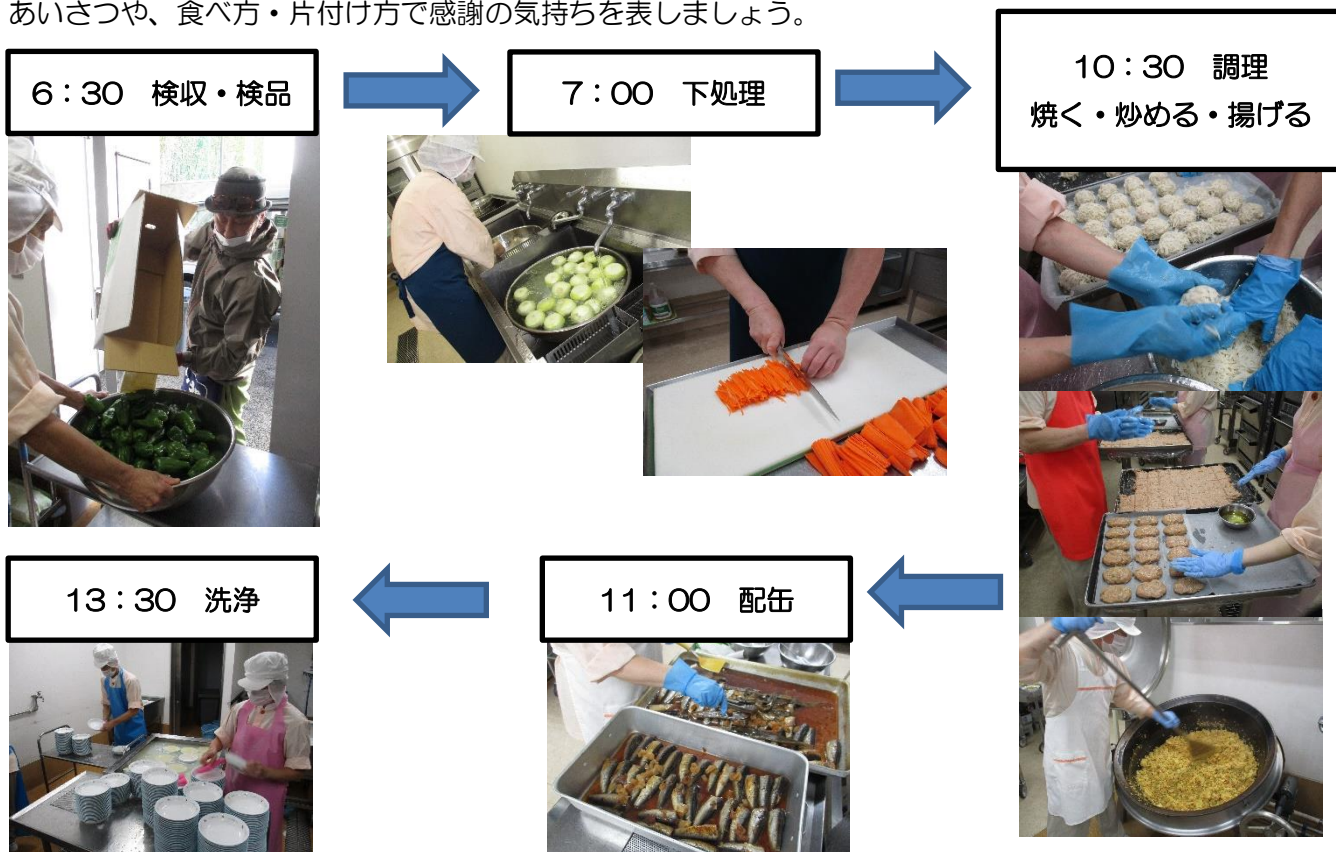 あいさつや、食べ方・片付け方で感謝の気持ちを表しましょう。
6：30　検収・検品
7：00　下処理
10：30　調理
焼く・炒める・揚げる
11：00　配缶
13：30　洗浄